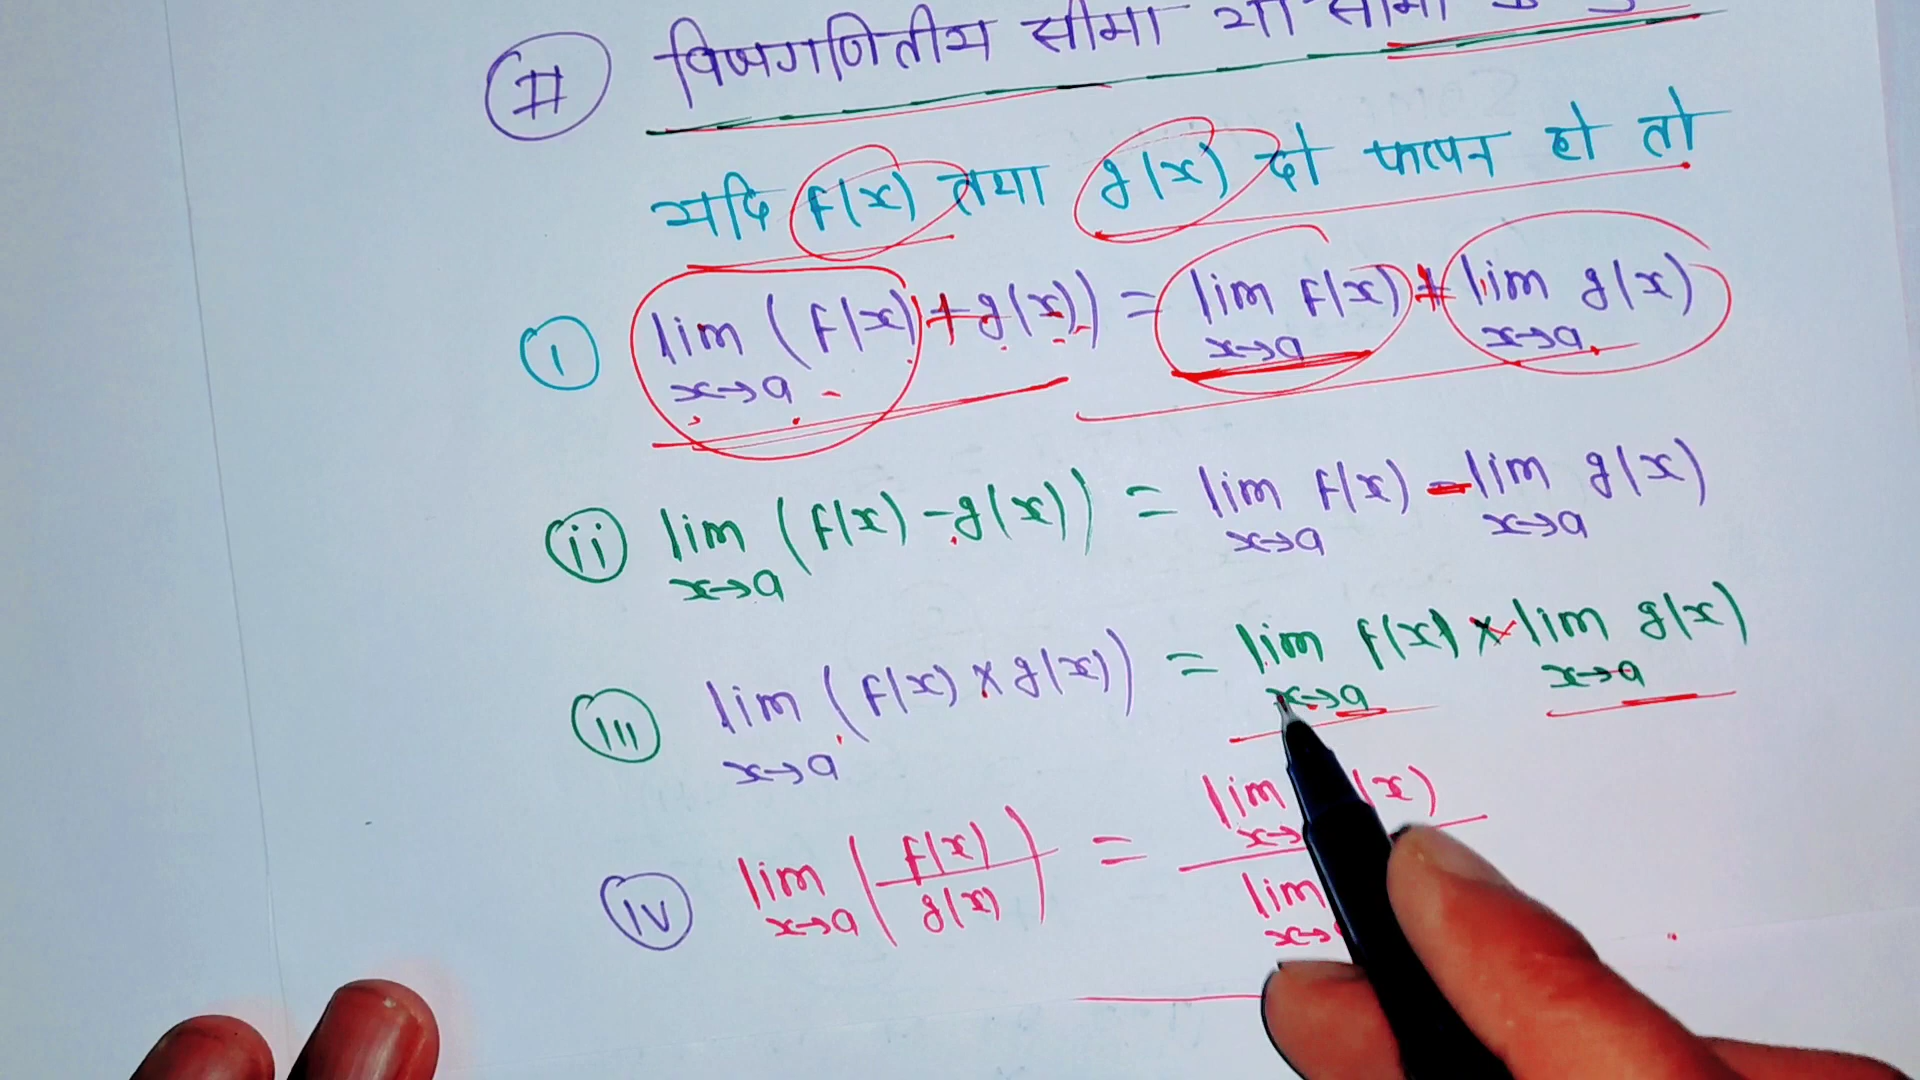 # विजगणितीय सीमा या सीमा
यदि f(x) तथा g(x) दो फलन हो तो
(i) lim x→a (f(x) + g(x)) = lim x→a f(x) + lim x→a g(x)
(ii) lim x→a (f(x) - g(x)) = lim x→a f(x) - lim x→a g(x)
(iii) lim x→a (f(x) × g(x)) = lim x→a f(x) × lim x→a g(x)
(iv) lim x→a (f(x)/g(x)) = lim x→ (x) / lim x→